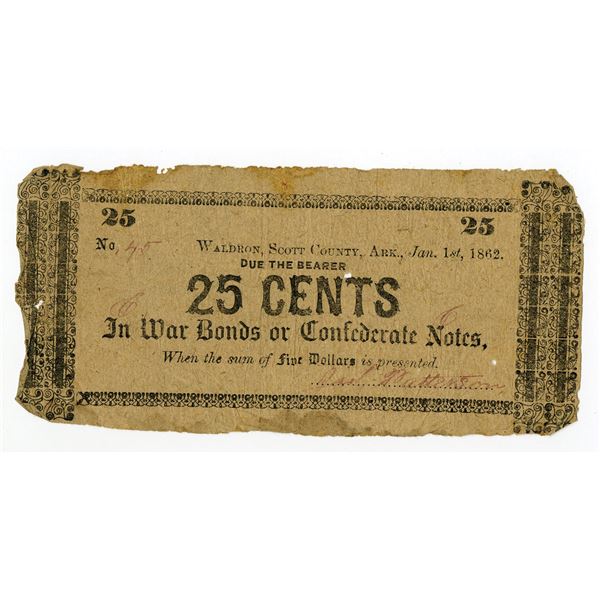 25 25
No. 45
Waldron, Scott County, Ark., Jan. 1st, 1862.
DUE THE BEARER
25 CENTS
In War Bonds or Confederate Notes,
When the sum of Five Dollars is presented.